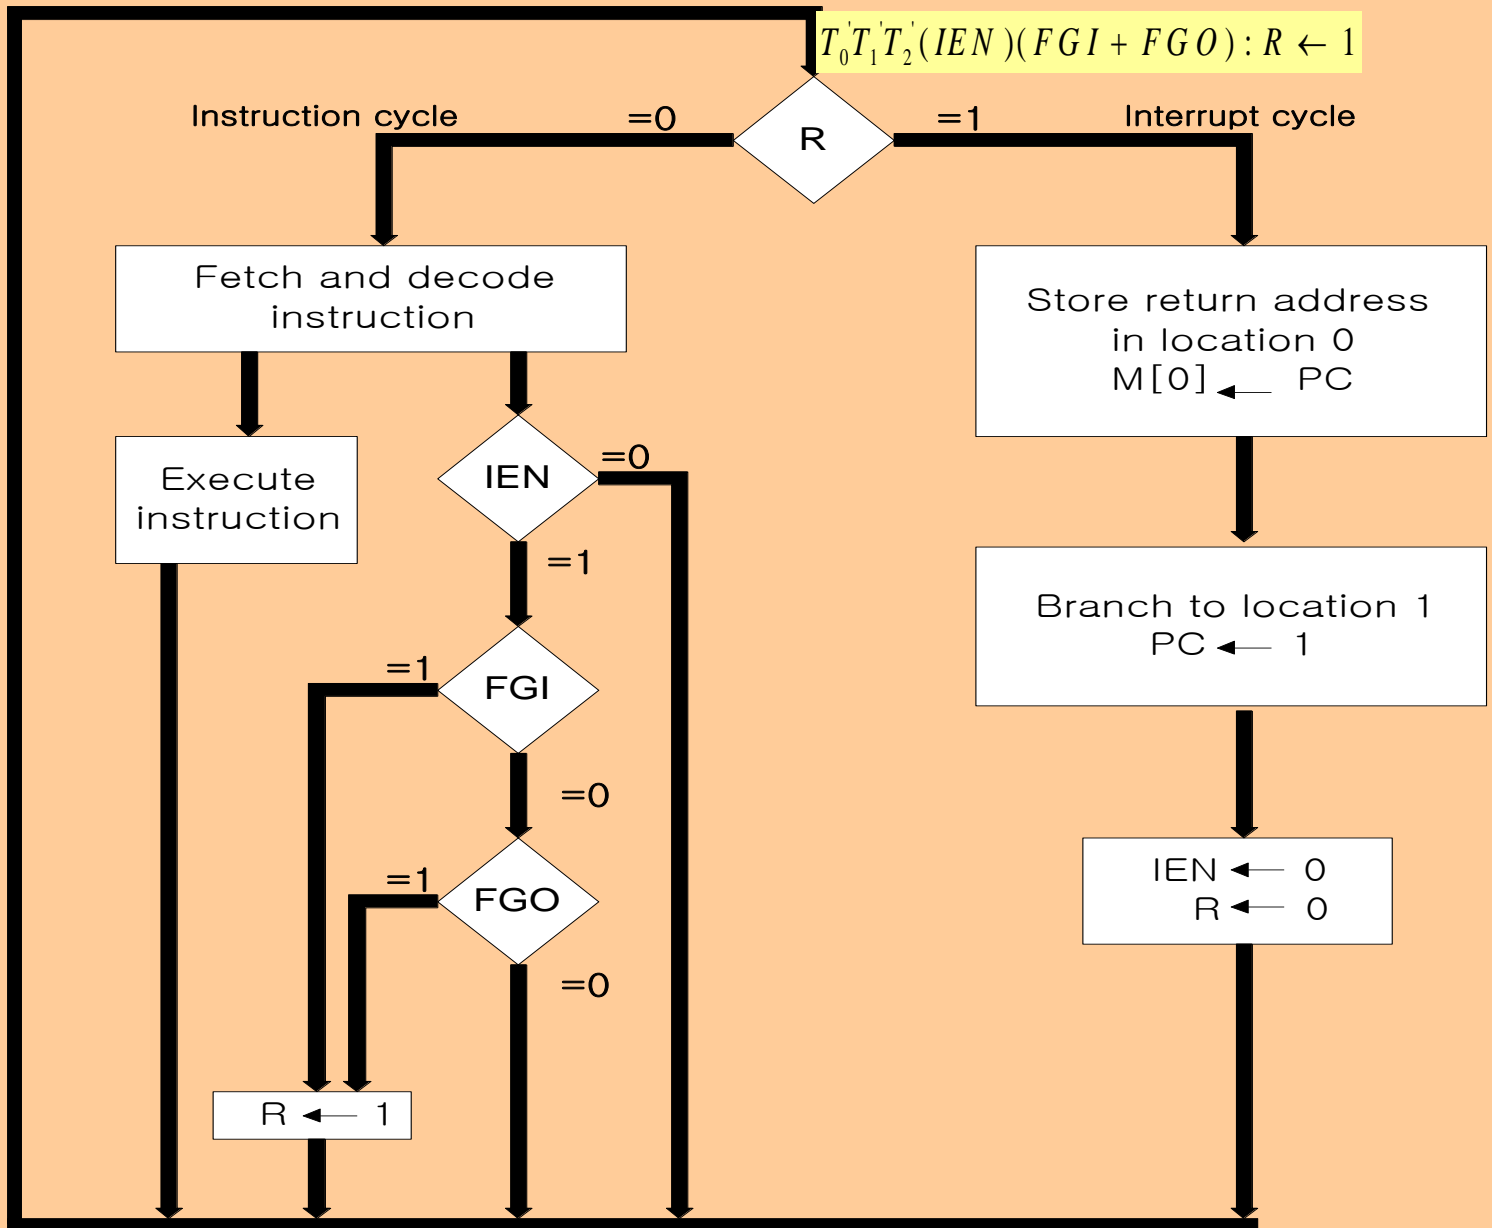 T₀'T₁'T₂'(IEN)(FGI + FGO) : R ← 1
Instruction cycle
=0
R
=1
Interrupt cycle
Fetch and decode
instruction
Store return address
in location 0
M[0] ← PC
Execute
instruction
IEN
=0
=1
Branch to location 1
PC ← 1
=1
FGI
=0
=1
FGO
=0
IEN ← 0
R ← 0
R ← 1